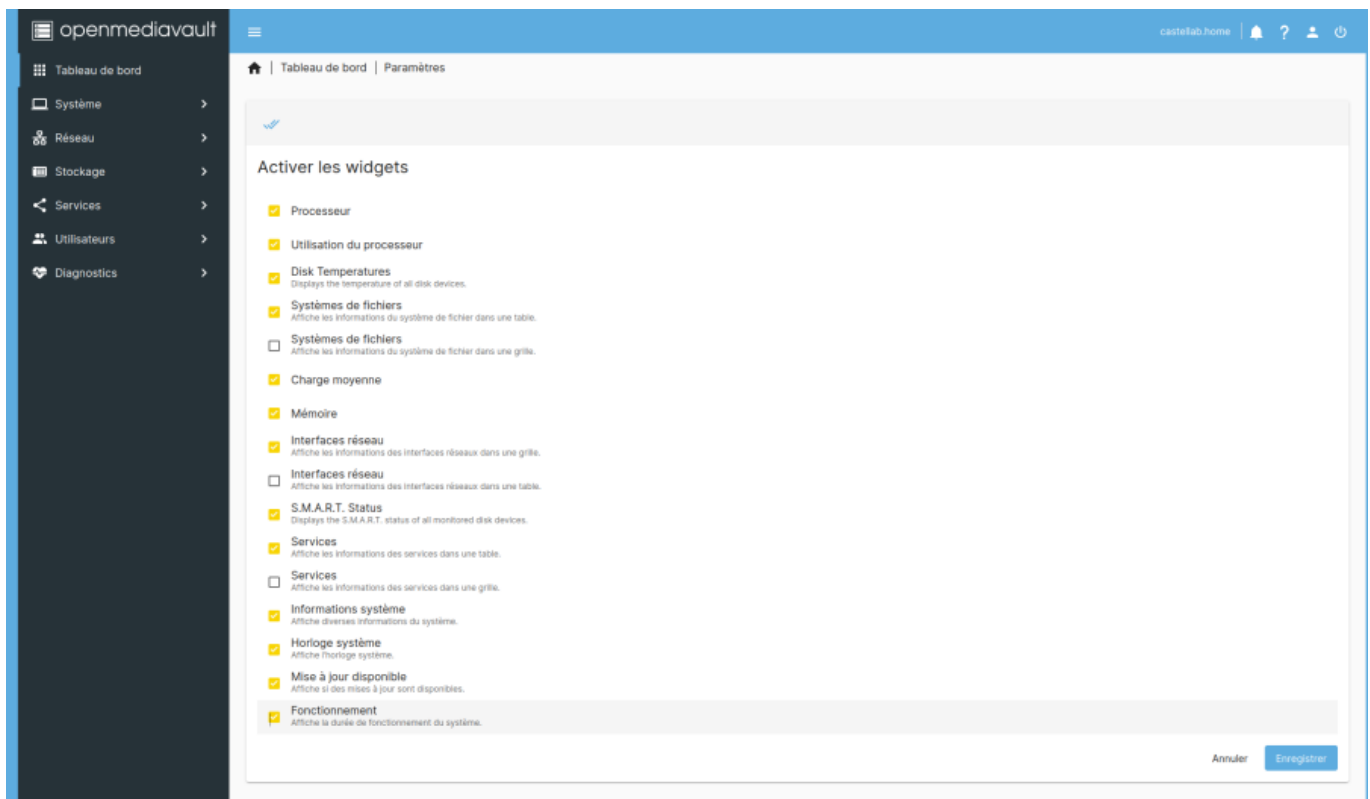 openmediavault
castellab.home
?
Tableau de bord
Système
Réseau
Stockage
Services
Utilisateurs
Diagnostics
| Tableau de bord | Paramètres
Activer les widgets
Processeur
Utilisation du processeur
Disk Temperatures
Displays the temperature of all disk devices.
Systèmes de fichiers
Affiche les informations du système de fichier dans une table.
Systèmes de fichiers
Affiche les informations du système de fichier dans une grille.
Charge moyenne
Mémoire
Interfaces réseau
Affiche les informations des interfaces réseaux dans une grille.
Interfaces réseau
Affiche les informations des interfaces réseaux dans une table.
S.M.A.R.T. Status
Displays the S.M.A.R.T. status of all monitored disk devices.
Services
Affiche les informations des services dans une table.
Services
Affiche les informations des services dans une grille.
Informations système
Affiche diverses informations du système.
Horloge système
Affiche l'horloge système.
Mise à jour disponible
Affiche si des mises à jour sont disponibles.
Fonctionnement
Affiche la durée de fonctionnement du système.
Annuler
Enregistrer